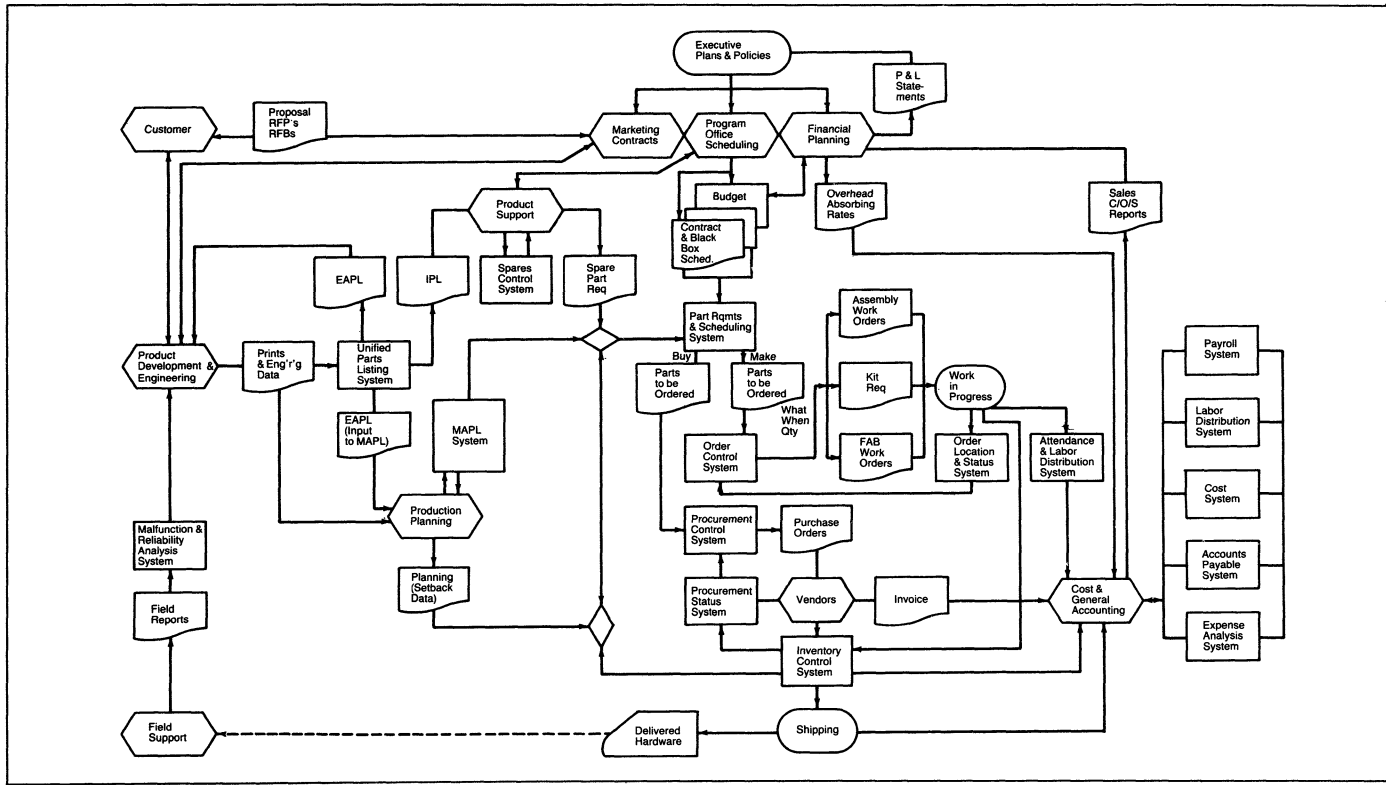 Executive
Plans & Policies
P & L
State-
ments
Customer
Proposal
RFP's
RFBs
Marketing
Contracts
Program
Office
Scheduling
Financial
Planning
Product
Support
Budget
Contract
& Black
Box
Sched.
Overhead
Absorbing
Rates
Sales
C/O/S
Reports
EAPL
IPL
Spares
Control
System
Spare
Part
Req
Part Rqmts
& Scheduling
System
Assembly
Work
Orders
Payroll
System
Product
Development &
Engineering
Prints
& Eng'r'g
Data
Unified
Parts
Listing
System
Buy
Make
Parts
to be
Ordered
Parts
to be
Ordered
What
When
Qty
Kit
Req
Work
in
Progress
EAPL
(Input
to MAPL)
MAPL
System
Order
Control
System
FAB
Work
Orders
Order
Location
& Status
System
Attendance
& Labor
Distribution
System
Labor
Distribution
System
Production
Planning
Procurement
Control
System
Purchase
Orders
Cost
System
Malfunction &
Reliability
Analysis
System
Planning
(Setback
Data)
Procurement
Status
System
Vendors
Invoice
Cost &
General
Accounting
Accounts
Payable
System
Field
Reports
Inventory
Control
System
Expense
Analysis
System
Field
Support
Delivered
Hardware
Shipping